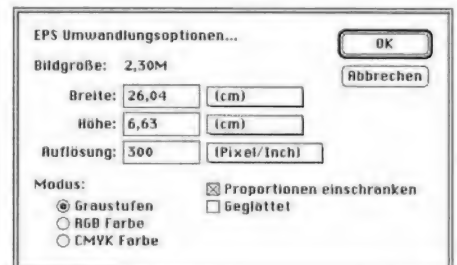 EPS Umwandlungsoptionen...
OK
Bildgröße: 2,30M
Abbrechen
Breite: 26,04 (cm)
Höhe: 6,63 (cm)
Auflösung: 300 (Pixel/Inch)
Modus:
Proportionen einschränken
Graustufen
Geglättet
RGB Farbe
CMYK Farbe